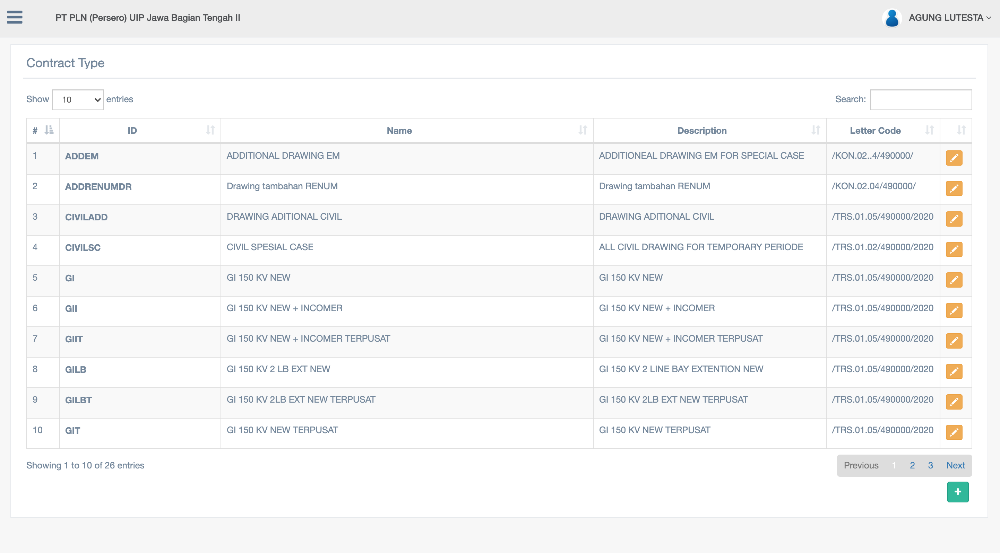 PT PLN (Persero) UIP Jawa Bagian Tengah II
AGUNG LUTESTA
Contract Type
Show 10 entries
Search:
# ID Name Description Letter Code
1 ADDEM ADDITIONAL DRAWING EM ADDITIONEAL DRAWING EM FOR SPECIAL CASE /KON.02..4/490000/
2 ADDRENUMDR Drawing tambahan RENUM Drawing tambahan RENUM /KON.02.04/490000/
3 CIVILADD DRAWING ADITIONAL CIVIL DRAWING ADITIONAL CIVIL /TRS.01.05/490000/2020
4 CIVILSC CIVIL SPESIAL CASE ALL CIVIL DRAWING FOR TEMPORARY PERIODE /TRS.01.02/490000/2020
5 GI GI 150 KV NEW GI 150 KV NEW /TRS.01.05/490000/2020
6 GII GI 150 KV NEW + INCOMER GI 150 KV NEW + INCOMER /TRS.01.05/490000/2020
7 GIIT GI 150 KV NEW + INCOMER TERPUSAT GI 150 KV NEW + INCOMER TERPUSAT /TRS.01.05/490000/2020
8 GILB GI 150 KV 2 LB EXT NEW GI 150 KV 2 LINE BAY EXTENTION NEW /TRS.01.05/490000/2020
9 GILBT GI 150 KV 2LB EXT NEW TERPUSAT GI 150 KV 2LB EXT NEW TERPUSAT /TRS.01.05/490000/2020
10 GIT GI 150 KV NEW TERPUSAT GI 150 KV NEW TERPUSAT /TRS.01.05/490000/2020
Showing 1 to 10 of 26 entries
Previous 1 2 3 Next
+